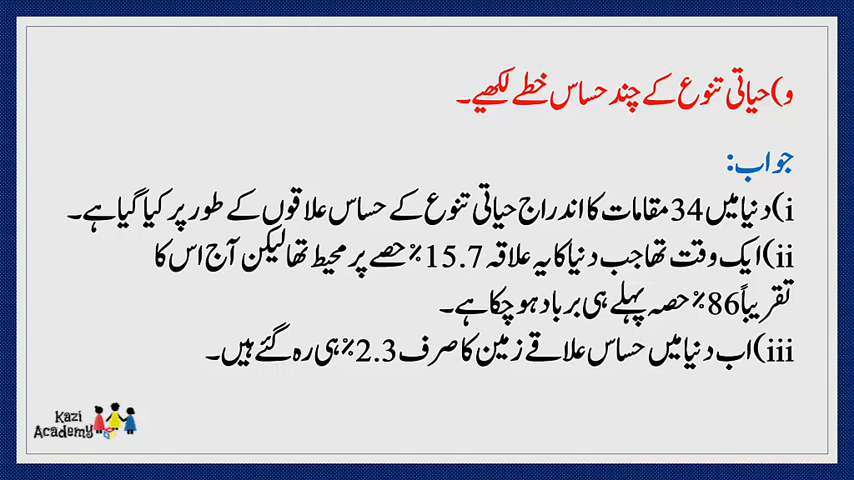 و) حیاتی تنوع کے چند حساس خطے لکھیے۔
جواب:
i) دنیا میں 34 مقامات کا اندراج حیاتی تنوع کے حساس علاقوں کے طور پر کیا گیا ہے۔
ii) ایک وقت تھا جب دنیا کا یہ علاقہ 15.7٪ حصے پر محیط تھا لیکن آج اس کا
تقریباً 86٪ حصہ پہلے ہی برباد ہو چکا ہے۔
iii) اب دنیا میں حساس علاقے زمین کا صرف 2.3٪ ہی رہ گئے ہیں۔
Kazi
Academy